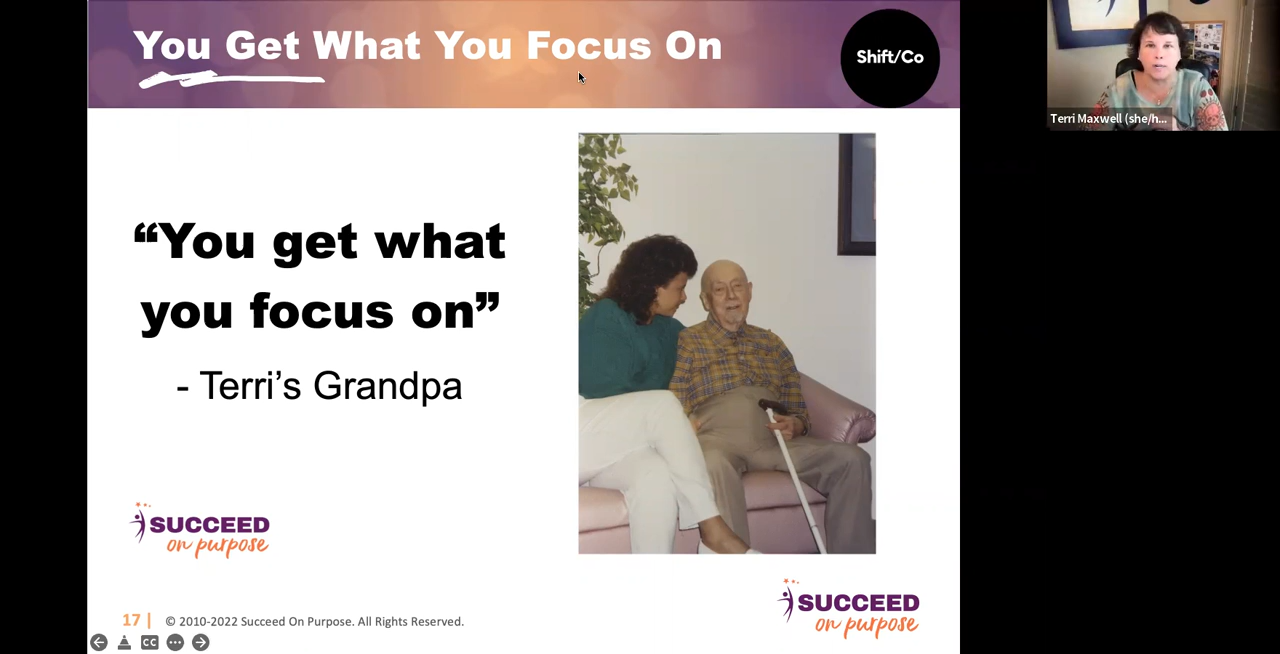 You Get What You Focus On
Shift/Co
Terri Maxwell (she/h...
“You get what
you focus on”
- Terri’s Grandpa
SUCCEED
on purpose
SUCCEED
on purpose
17 | © 2010-2022 Succeed On Purpose. All Rights Reserved.
CC